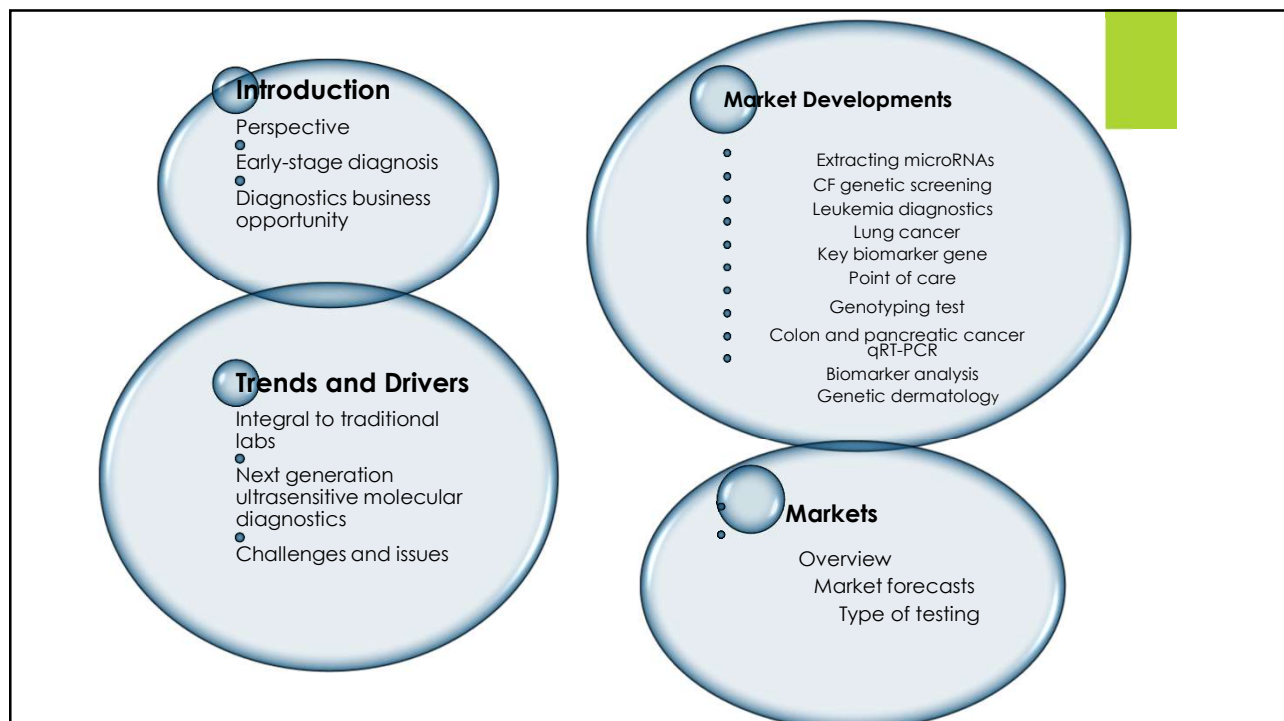 Introduction
Perspective
Early-stage diagnosis
Diagnostics business
opportunity
Trends and Drivers
Integral to traditional
labs
Next generation
ultrasensitive molecular
diagnostics
Challenges and issues
Market Developments
Extracting microRNAs
CF genetic screening
Leukemia diagnostics
Lung cancer
Key biomarker gene
Point of care
Genotyping test
Colon and pancreatic cancer
qRT-PCR
Biomarker analysis
Genetic dermatology
Markets
Overview
Market forecasts
Type of testing